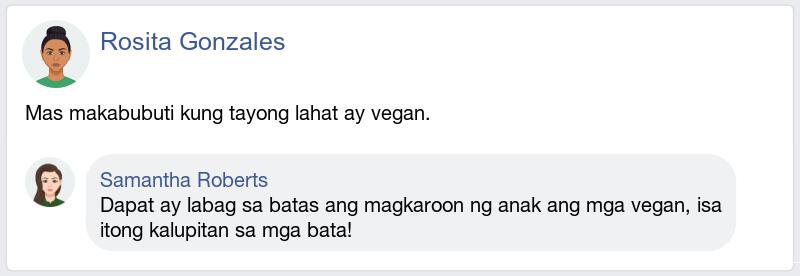 Rosita Gonzales
Mas makabubuti kung tayong lahat ay vegan.
Samantha Roberts
Dapat ay labag sa batas ang magkaroon ng anak ang mga vegan, isa
itong kalupitan sa mga bata!